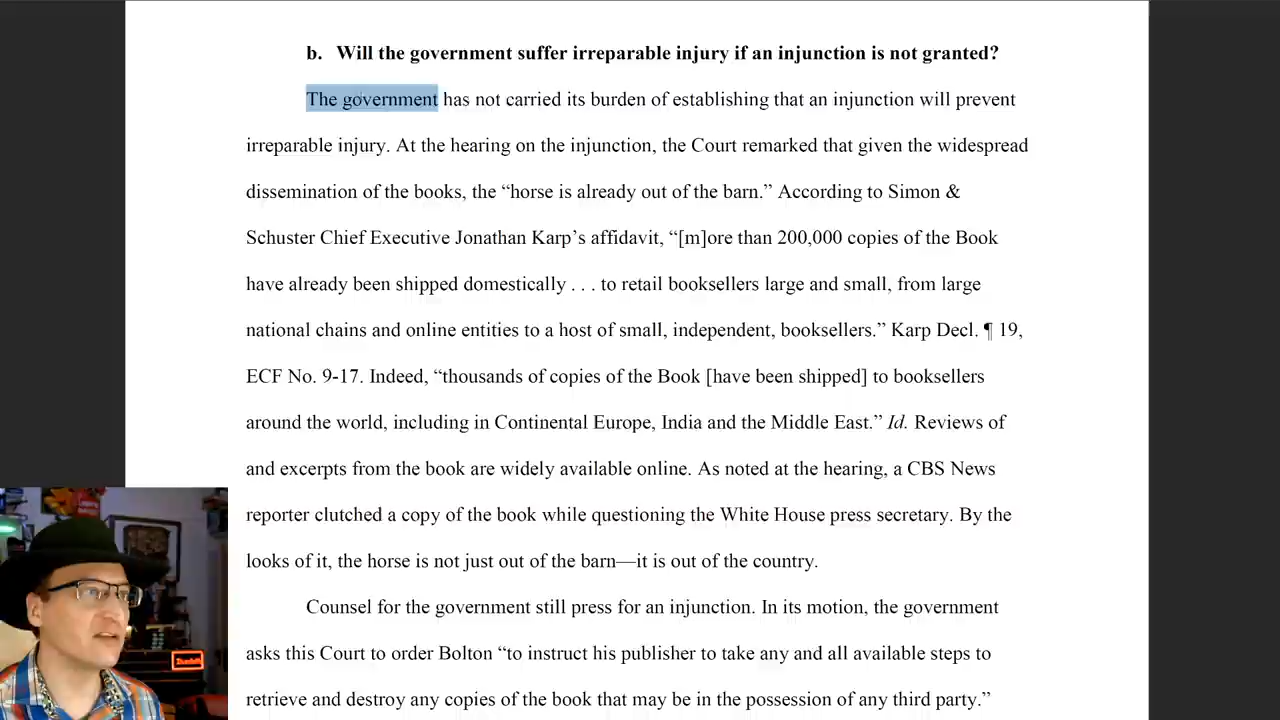 b. Will the government suffer irreparable injury if an injunction is not granted?
The government has not carried its burden of establishing that an injunction will prevent
irreparable injury. At the hearing on the injunction, the Court remarked that given the widespread
dissemination of the books, the “horse is already out of the barn.” According to Simon &
Schuster Chief Executive Jonathan Karp’s affidavit, “[m]ore than 200,000 copies of the Book
have already been shipped domestically . . . to retail booksellers large and small, from large
national chains and online entities to a host of small, independent, booksellers.” Karp Decl. ¶ 19,
ECF No. 9-17. Indeed, “thousands of copies of the Book [have been shipped] to booksellers
around the world, including in Continental Europe, India and the Middle East.” Id. Reviews of
and excerpts from the book are widely available online. As noted at the hearing, a CBS News
reporter clutched a copy of the book while questioning the White House press secretary. By the
looks of it, the horse is not just out of the barn—it is out of the country.
Counsel for the government still press for an injunction. In its motion, the government
asks this Court to order Bolton “to instruct his publisher to take any and all available steps to
retrieve and destroy any copies of the book that may be in the possession of any third party.”